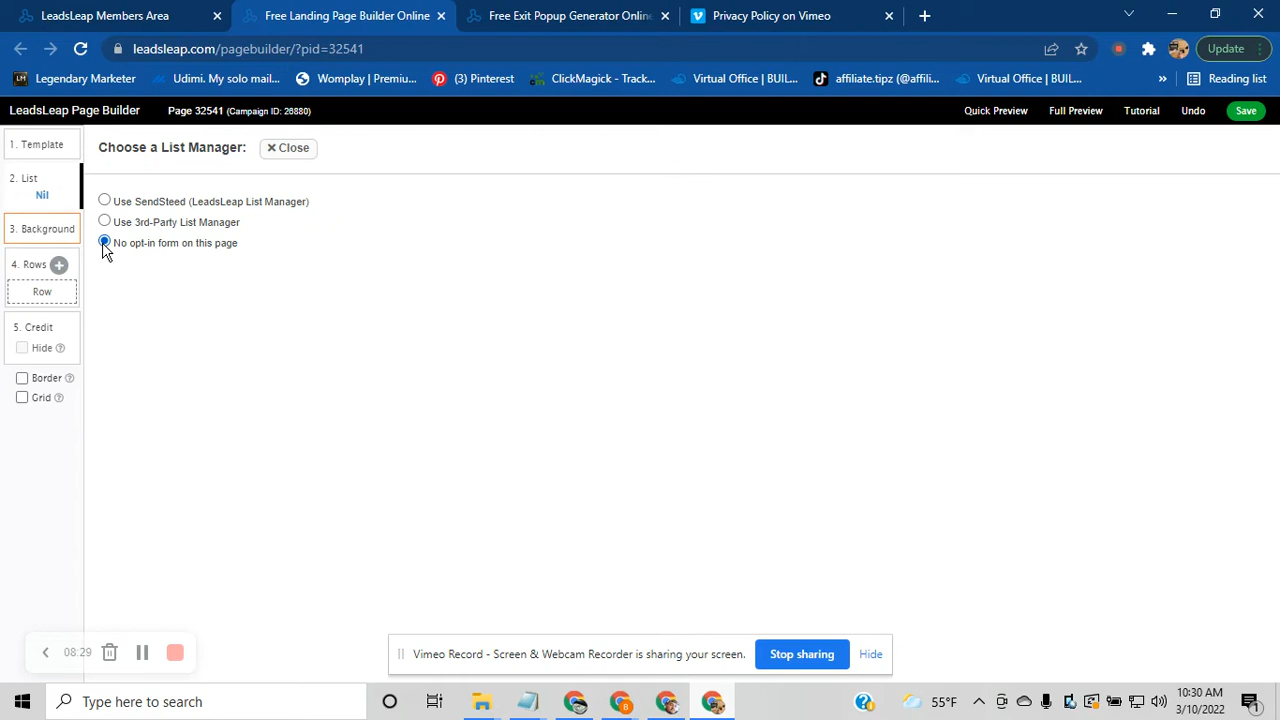 LeadsLeap Members Area
Free Landing Page Builder Online
Free Exit Popup Generator Online
Privacy Policy on Vimeo
leadsleap.com/pagebuilder/?pid=32541
Update
Legendary Marketer
Udimi. My solo mail...
Womplay | Premiu...
(3) Pinterest
ClickMagick - Track...
Virtual Office | BUIL...
affiliate.tipz (@affili...
Virtual Office | BUIL...
»
Reading list
LeadsLeap Page Builder
Page 32541 (Campaign ID: 26880)
Quick Preview
Full Preview
Tutorial
Undo
Save
1. Template
2. List
Nil
3. Background
4. Rows
Row
5. Credit
Hide
Border
Grid
Choose a List Manager:
✕ Close
Use SendSteed (LeadsLeap List Manager)
Use 3rd-Party List Manager
No opt-in form on this page
08:29
Vimeo Record - Screen & Webcam Recorder is sharing your screen.
Stop sharing
Hide
Type here to search
55°F
10:30 AM
3/10/2022
1